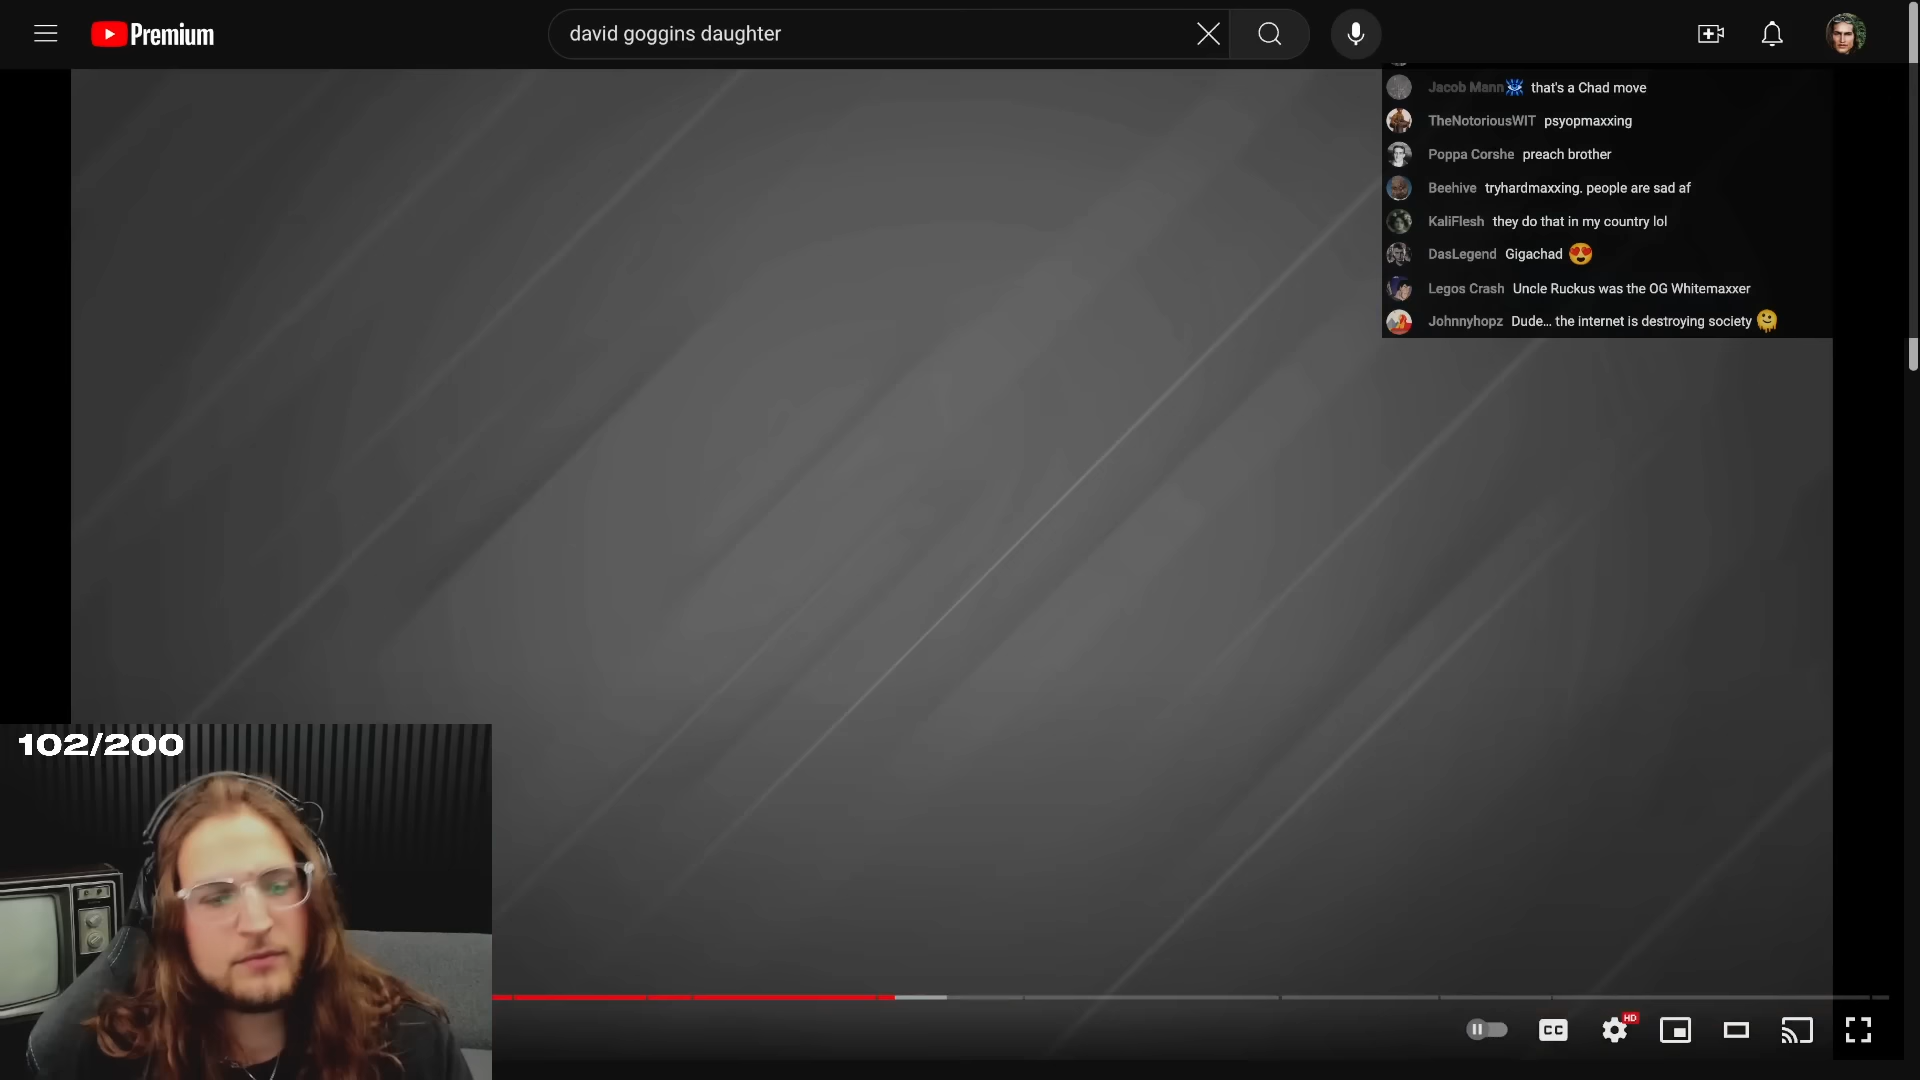 Premium
david goggins daughter
Jacob Mann that's a Chad move
TheNotoriousWIT psyopmaxxing
Poppa Corshe preach brother
Beehive tryhardmaxxing. people are sad af
KaliFlesh they do that in my country lol
DasLegend Gigachad 😍
Legos Crash Uncle Ruckus was the OG Whitemaxxer
Johnnyhopz Dude... the internet is destroying society 🫠
102/200
CC
HD